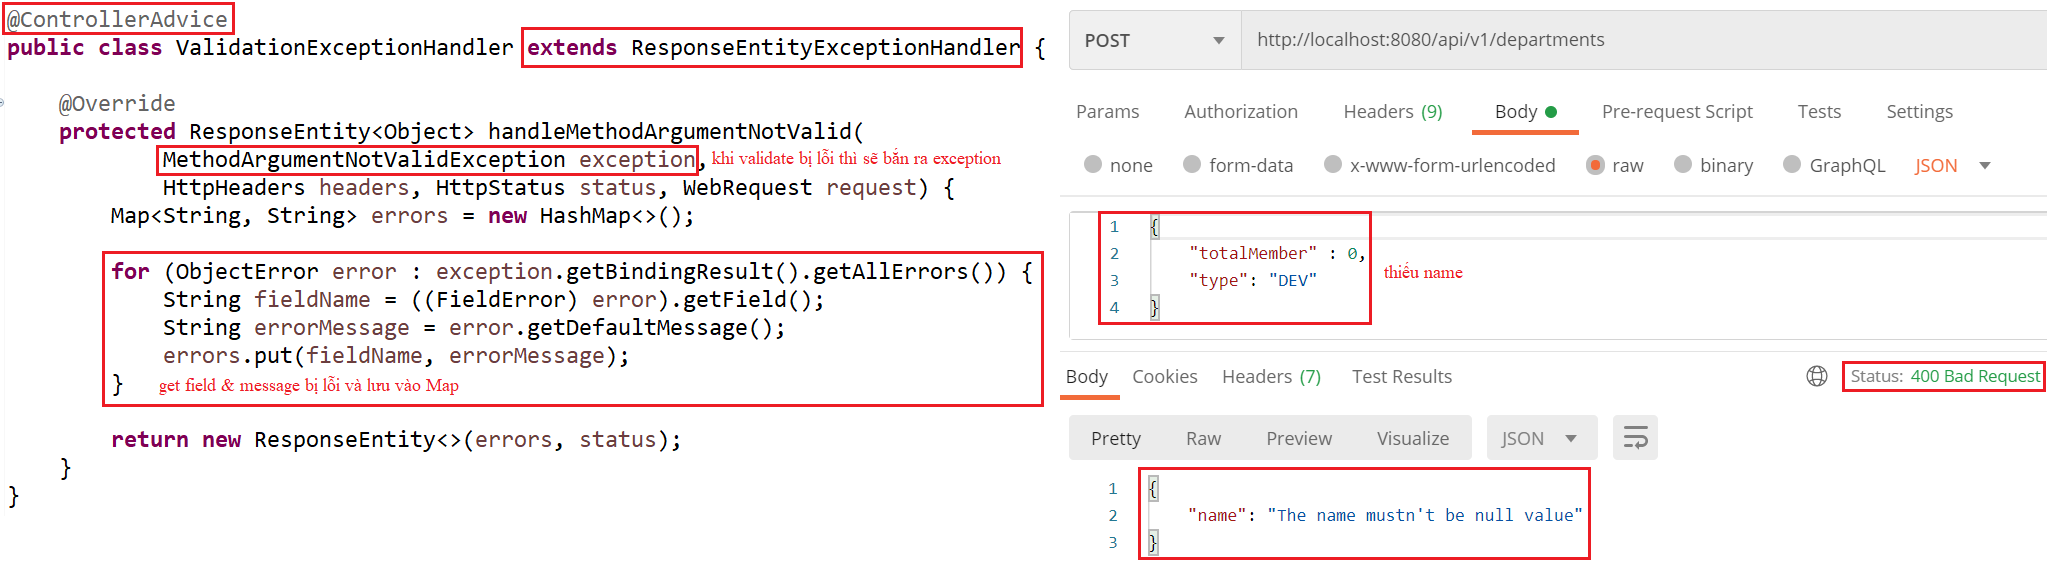 @ControllerAdvice
public class ValidationExceptionHandler extends ResponseEntityExceptionHandler {
@Override
protected ResponseEntity<Object> handleMethodArgumentNotValid(
MethodArgumentNotValidException exception, khi validate bị lỗi thì sẽ bắn ra exception
HttpHeaders headers, HttpStatus status, WebRequest request) {
Map<String, String> errors = new HashMap<>();
for (ObjectError error : exception.getBindingResult().getAllErrors()) {
String fieldName = ((FieldError) error).getField();
String errorMessage = error.getDefaultMessage();
errors.put(fieldName, errorMessage);
} get field & message bị lỗi và lưu vào Map
return new ResponseEntity<>(errors, status);
}
}
POST http://localhost:8080/api/v1/departments
Params Authorization Headers (9) Body Pre-request Script Tests Settings
none form-data x-www-form-urlencoded raw binary GraphQL JSON
1 {
2 "totalMember" : 0,
3 "type": "DEV"
4 }
thiếu name
Body Cookies Headers (7) Test Results Status: 400 Bad Request
Pretty Raw Preview Visualize JSON
1 {
2 "name": "The name mustn't be null value"
3 }